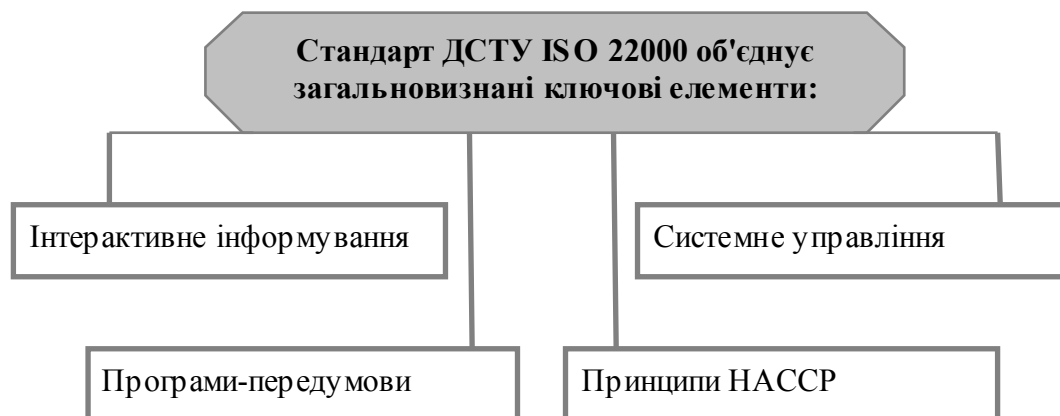 Стандарт ДСТУ ISO 22000 об'єднує
загальновизнані ключові елементи:
Інтерактивне інформування
Системне управління
Програми-передумови
Принципи НАССР